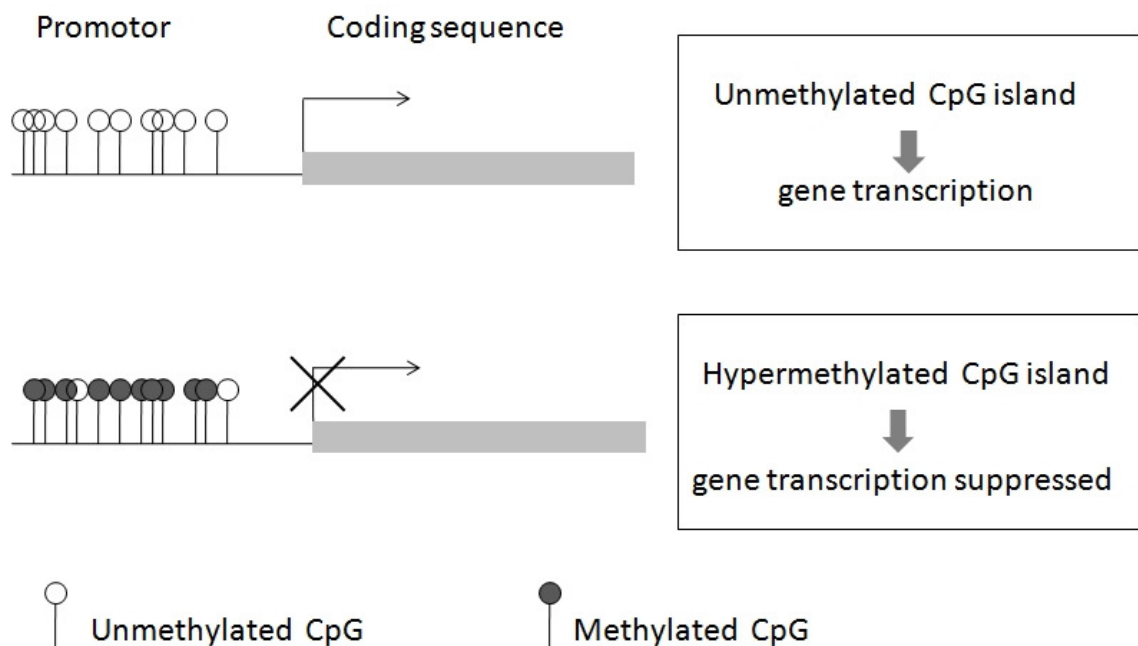 Promotor
Coding sequence
Unmethylated CpG island
gene transcription
Hypermethylated CpG island
gene transcription suppressed
Unmethylated CpG
Methylated CpG